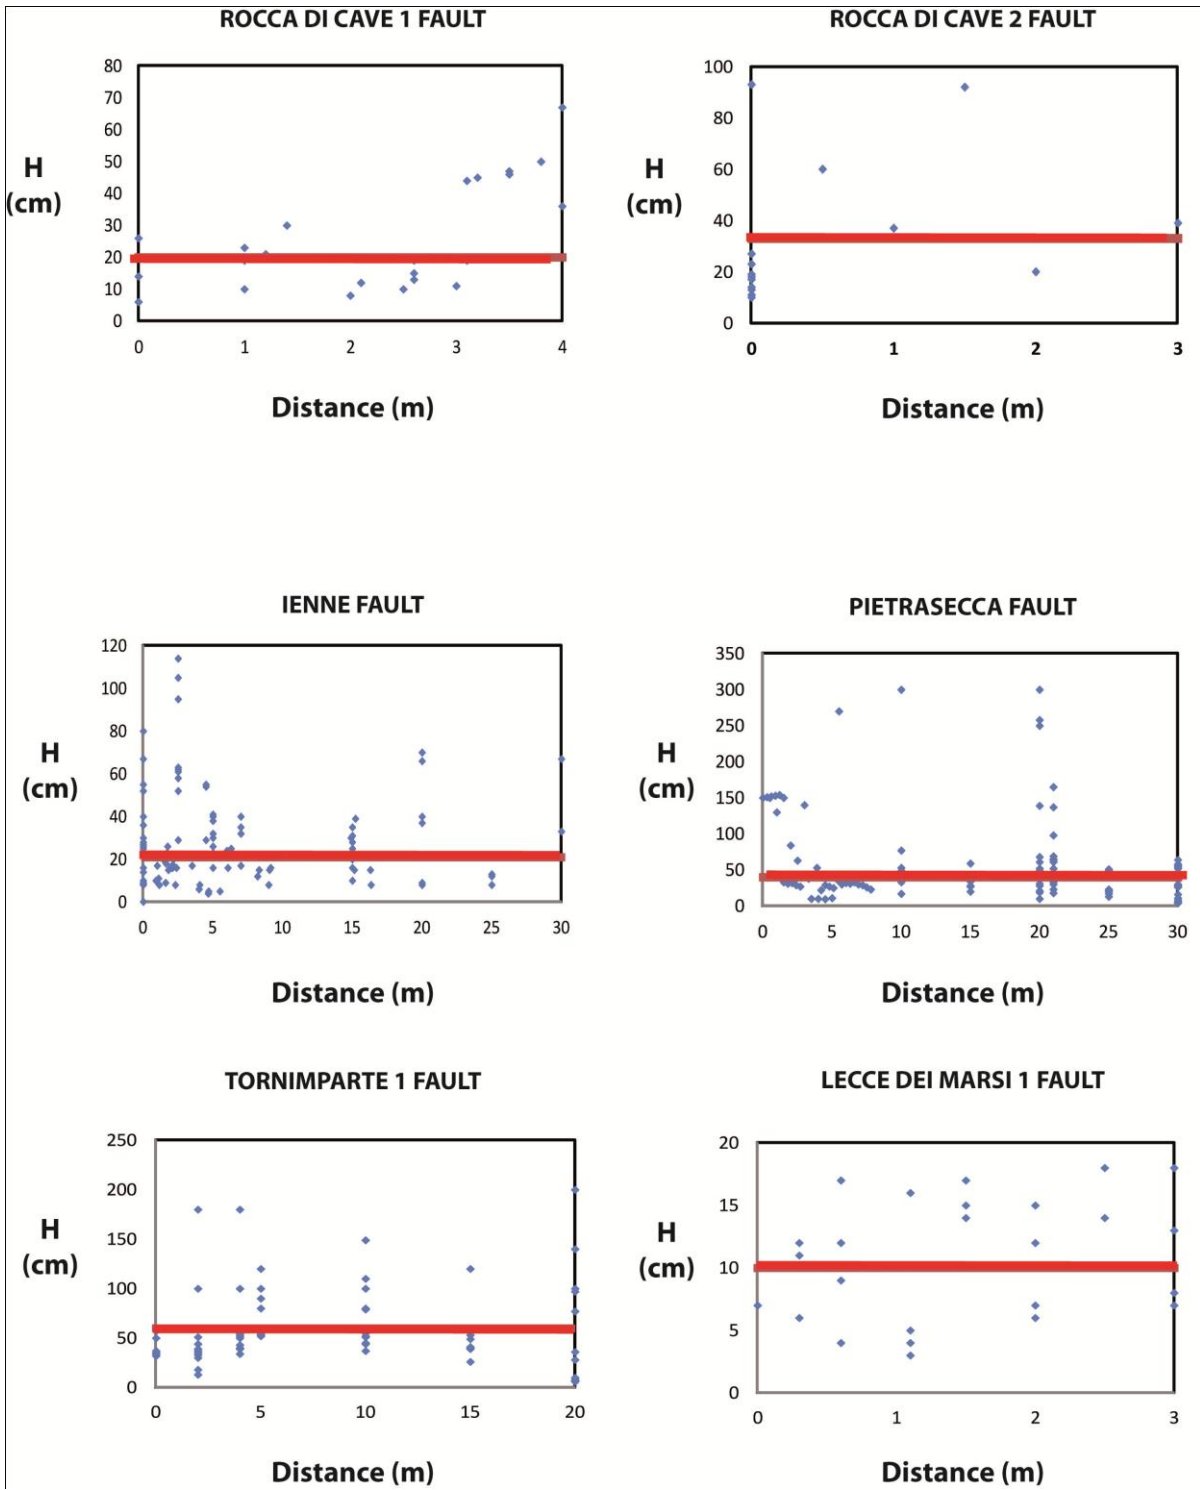 ROCCA DI CAVE 1 FAULT
80
70
60
50
40
30
20
10
0
H
(cm)
0 1 2 3 4
Distance (m)
ROCCA DI CAVE 2 FAULT
100
80
60
40
20
0
H
(cm)
0 1 2 3
Distance (m)
IENNE FAULT
120
100
80
60
40
20
0
H
(cm)
0 5 10 15 20 25 30
Distance (m)
PIETRASECCA FAULT
350
300
250
200
150
100
50
0
H
(cm)
0 5 10 15 20 25 30
Distance (m)
TORNIMPARTE 1 FAULT
250
200
150
100
50
0
H
(cm)
0 5 10 15 20
Distance (m)
LECCE DEI MARSI 1 FAULT
20
15
10
5
0
H
(cm)
0 1 2 3
Distance (m)